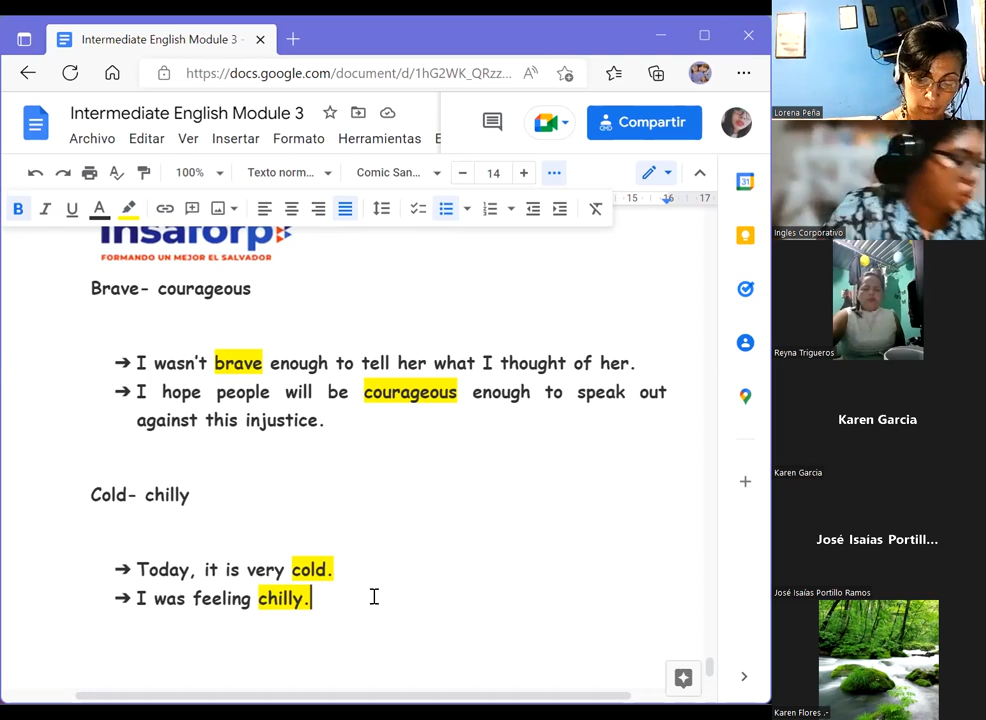 Intermediate English Module 3 -
https://docs.google.com/document/d/1hG2WK_QRzz...
Intermediate English Module 3
Compartir
Archivo Editar Ver Insertar Formato Herramientas E
100% Texto norm... Comic San... 14
15 16 17
insaforp
FORMANDO UN MEJOR EL SALVADOR
Brave- courageous
➔ I wasn't brave enough to tell her what I thought of her.
➔ I hope people will be courageous enough to speak out
against this injustice.
Cold- chilly
➔ Today, it is very cold.
➔ I was feeling chilly.
Lorena Peña
Ingles Corporativo
Reyna Trigueros
Karen Garcia
Karen Garcia
José Isaías Portill...
José Isaías Portillo Ramos
Karen Flores .-